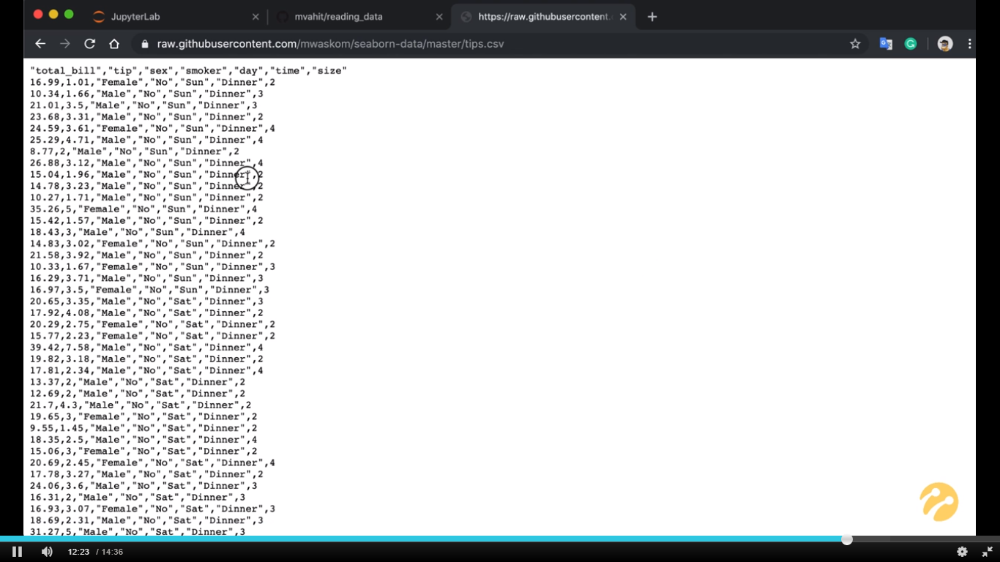 JupyterLab
mvahit/reading_data
https://raw.githubusercontent.
raw.githubusercontent.com/mwaskom/seaborn-data/master/tips.csv
"total_bill","tip","sex","smoker","day","time","size"
16.99,1.01,"Female","No","Sun","Dinner",2
10.34,1.66,"Male","No","Sun","Dinner",3
21.01,3.5,"Male","No","Sun","Dinner",3
23.68,3.31,"Male","No","Sun","Dinner",2
24.59,3.61,"Female","No","Sun","Dinner",4
25.29,4.71,"Male","No","Sun","Dinner",4
8.77,2,"Male","No","Sun","Dinner",2
26.88,3.12,"Male","No","Sun","Dinner",4
15.04,1.96,"Male","No","Sun","Dinner",2
14.78,3.23,"Male","No","Sun","Dinner",2
10.27,1.71,"Male","No","Sun","Dinner",2
35.26,5,"Female","No","Sun","Dinner",4
15.42,1.57,"Male","No","Sun","Dinner",2
18.43,3,"Male","No","Sun","Dinner",4
14.83,3.02,"Female","No","Sun","Dinner",2
21.58,3.92,"Male","No","Sun","Dinner",2
10.33,1.67,"Female","No","Sun","Dinner",3
16.29,3.71,"Male","No","Sun","Dinner",3
16.97,3.5,"Female","No","Sun","Dinner",3
20.65,3.35,"Male","No","Sat","Dinner",3
17.92,4.08,"Male","No","Sat","Dinner",2
20.29,2.75,"Female","No","Sat","Dinner",2
15.77,2.23,"Female","No","Sat","Dinner",2
39.42,7.58,"Male","No","Sat","Dinner",4
19.82,3.18,"Male","No","Sat","Dinner",2
17.81,2.34,"Male","No","Sat","Dinner",4
13.37,2,"Male","No","Sat","Dinner",2
12.69,2,"Male","No","Sat","Dinner",2
21.7,4.3,"Male","No","Sat","Dinner",2
19.65,3,"Female","No","Sat","Dinner",2
9.55,1.45,"Male","No","Sat","Dinner",2
18.35,2.5,"Male","No","Sat","Dinner",4
15.06,3,"Female","No","Sat","Dinner",2
20.69,2.45,"Female","No","Sat","Dinner",4
17.78,3.27,"Male","No","Sat","Dinner",2
24.06,3.6,"Male","No","Sat","Dinner",3
16.31,2,"Male","No","Sat","Dinner",3
16.93,3.07,"Female","No","Sat","Dinner",3
18.69,2.31,"Male","No","Sat","Dinner",3
31.27,5,"Male","No","Sat","Dinner",3
12:23 / 14:36